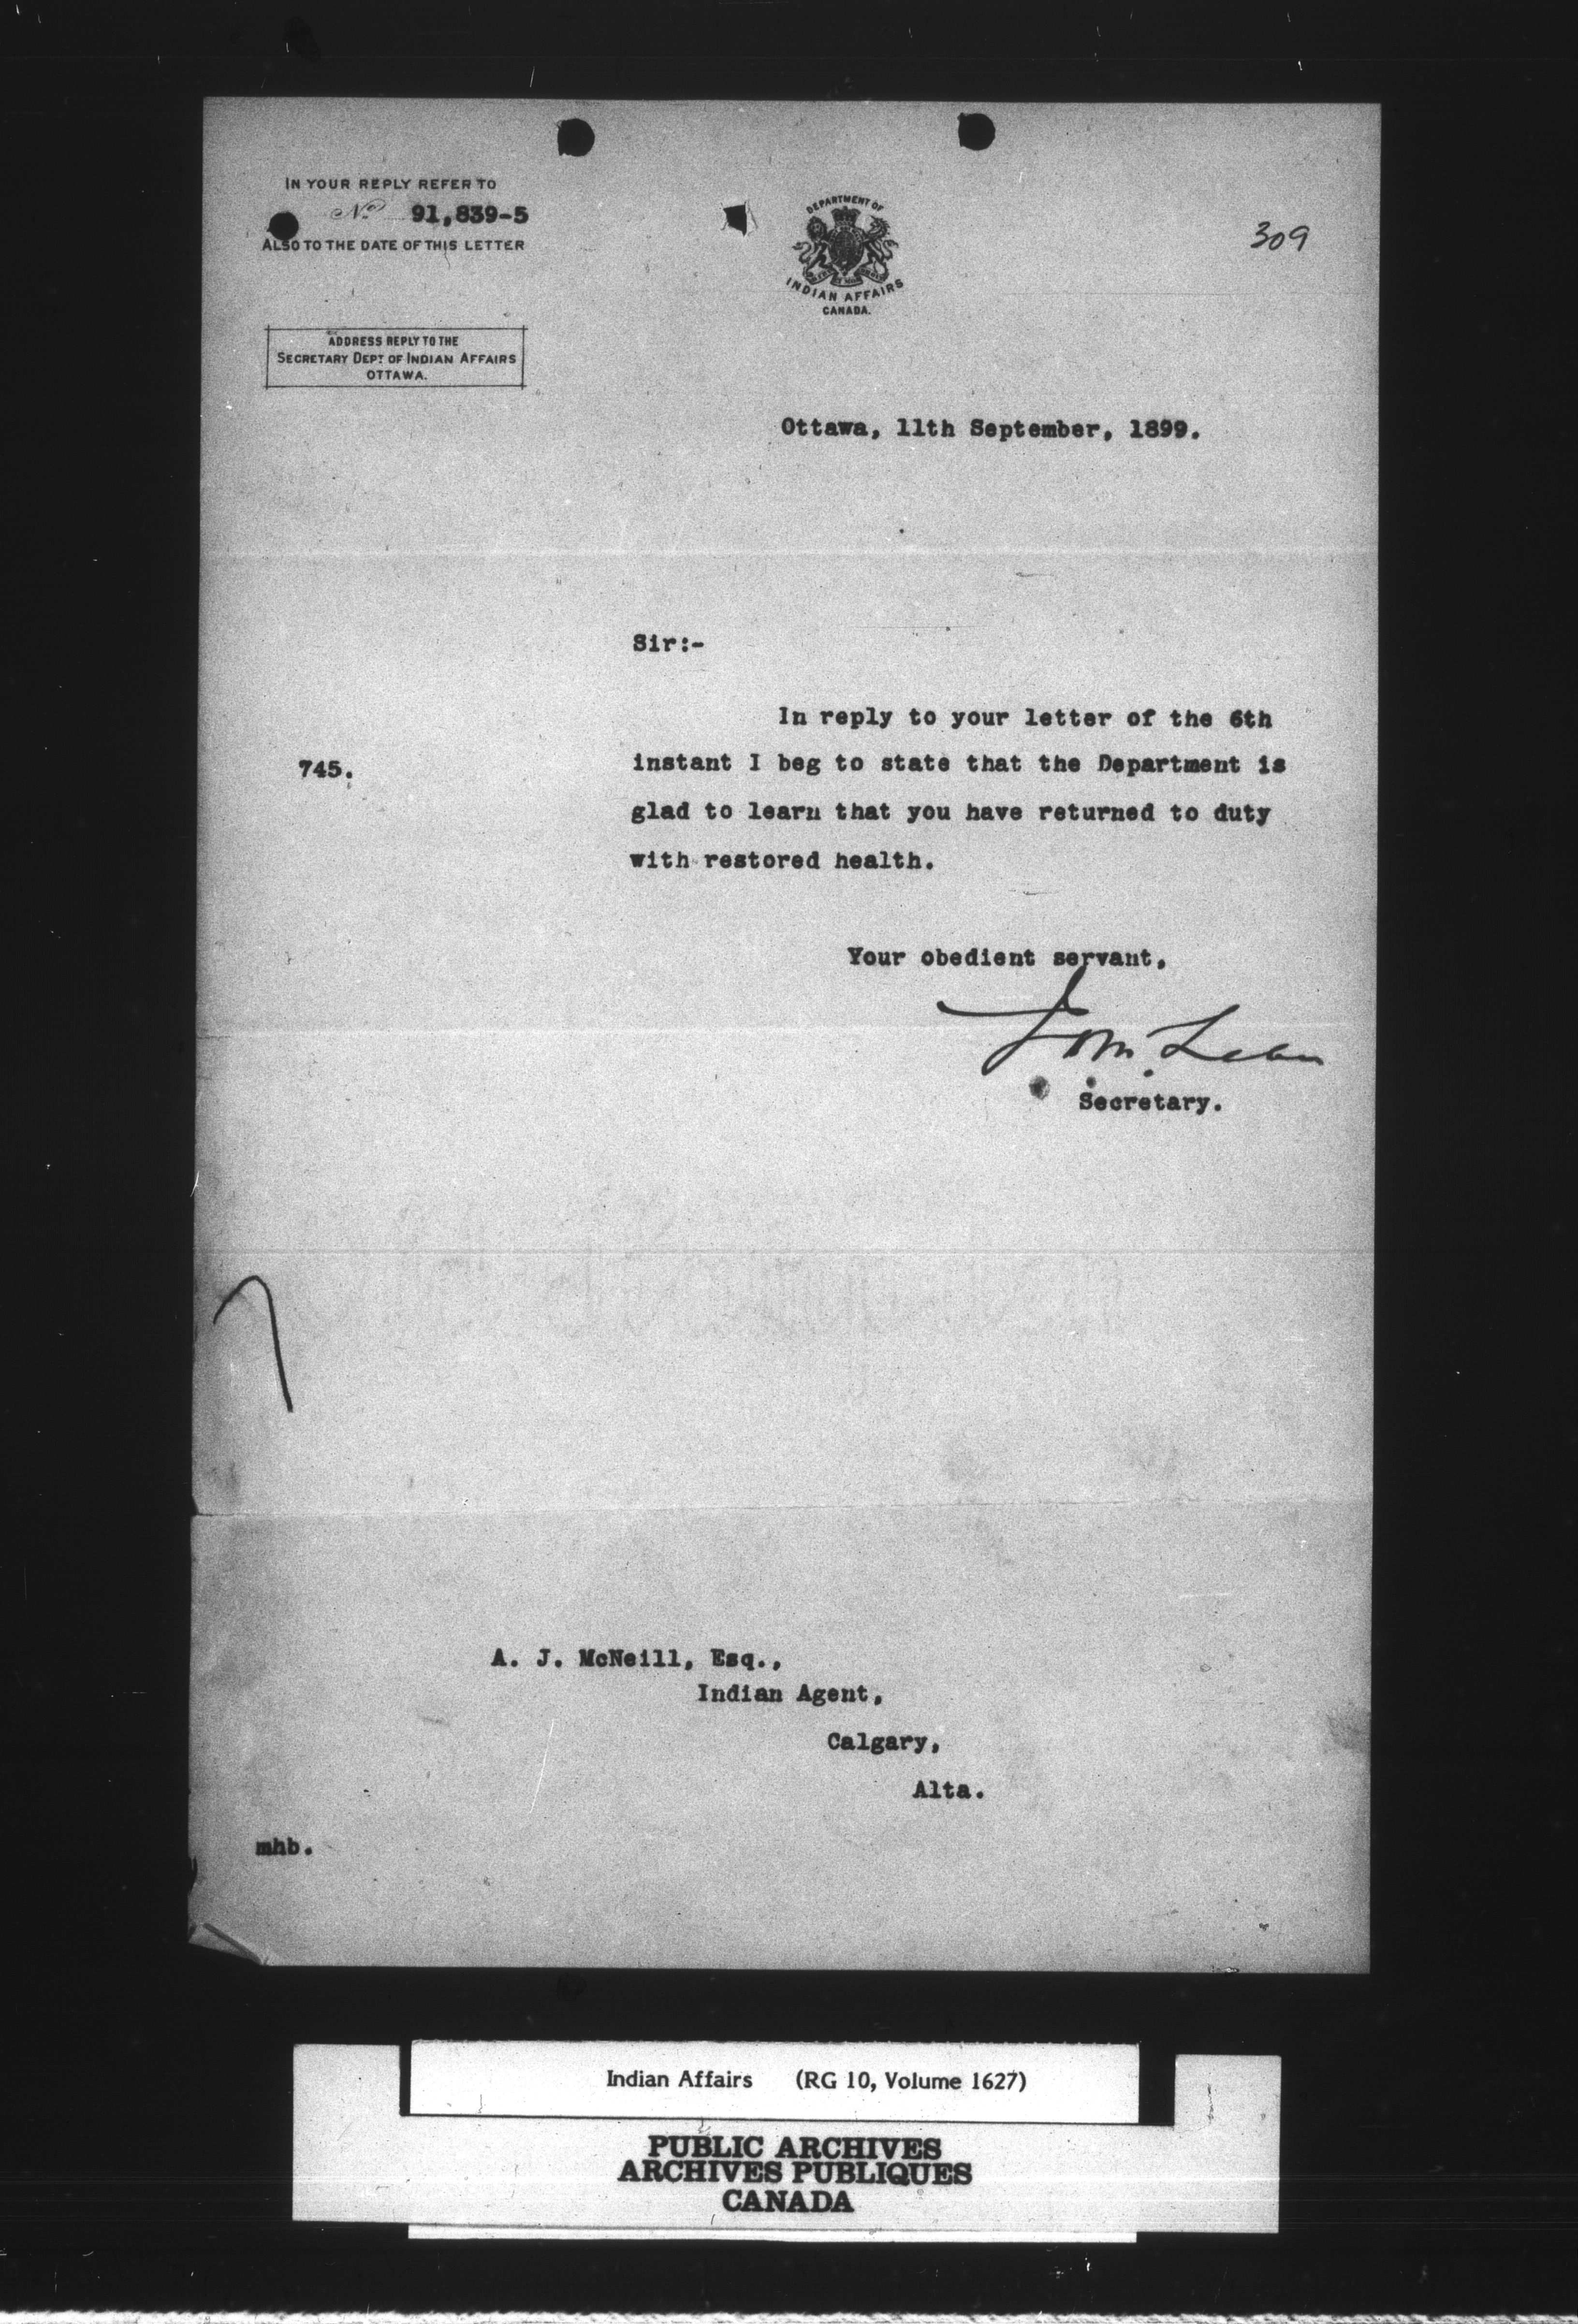 IN YOUR REPLY REFER TO
No. 91,839-5
ALSO TO THE DATE OF THIS LETTER
DEPARTMENT OF
INDIAN AFFAIRS
CANADA.
309
ADDRESS REPLY TO THE
SECRETARY DEPT OF INDIAN AFFAIRS
OTTAWA.
Ottawa, 11th September, 1899.
Sir:-
In reply to your letter of the 6th
745.
instant I beg to state that the Department is
glad to learn that you have returned to duty
with restored health.
Your obedient servant,
Secretary.
A. J. McNeill, Esq.,
Indian Agent,
Calgary,
Alta.
mhb.
Indian Affairs (RG 10, Volume 1627)
PUBLIC ARCHIVES
ARCHIVES PUBLIQUES
CANADA